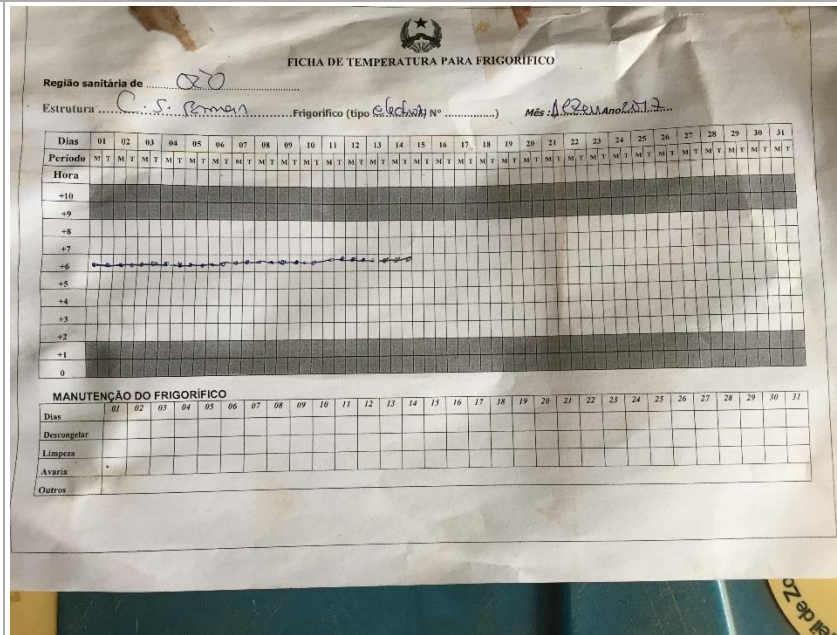 FICHA DE TEMPERATURA PARA FRIGORÍFICO
Região sanitária de
Estrutura C. S. Frigorífico (tipo Nº ) Mês: Ano 2017
Dias 01 02 03 04 05 06 07 08 09 10 11 12 13 14 15 16 17 18 19 20 21 22 23 24 25 26 27 28 29 30 31
Período M T M T M T M T M T M T M T M T M T M T M T M T M T M T M T M T M T M T M T M T M T M T M T M T M T M T M T M T M T M T M T
Hora
+10
+9
+8
+7
+6
+5
+4
+3
+2
+1
0
MANUTENÇÃO DO FRIGORÍFICO
Dias 01 02 03 04 05 06 07 08 09 10 11 12 13 14 15 16 17 18 19 20 21 22 23 24 25 26 27 28 29 30 31
Descongelar
Limpeza
Avaria
Outros